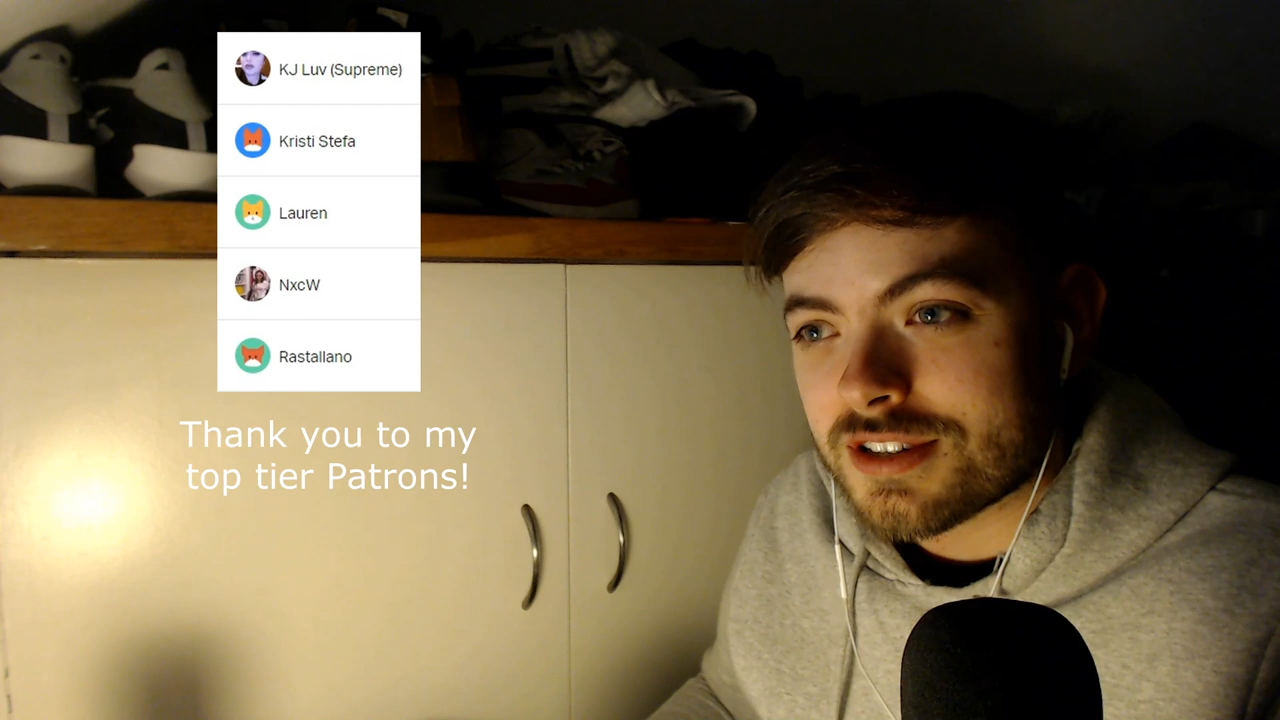 KJ Luv (Supreme)
Kristi Stefa
Lauren
NxcW
Rastallano
Thank you to my
top tier Patrons!